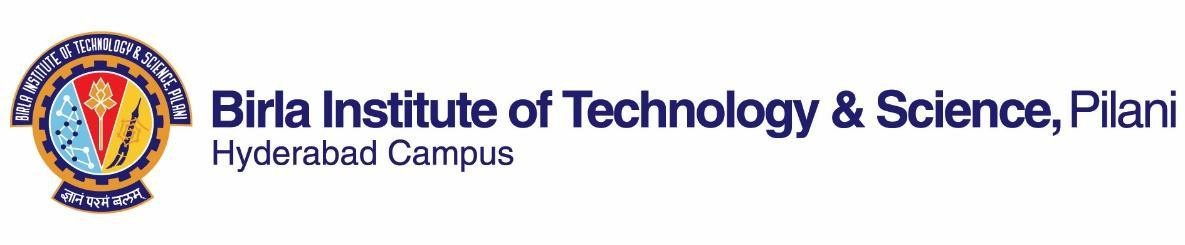 BIRLA INSTITUTE OF TECHNOLOGY & SCIENCE, PILANI
ज्ञानं परमं बलम्
Birla Institute of Technology & Science, Pilani
Hyderabad Campus